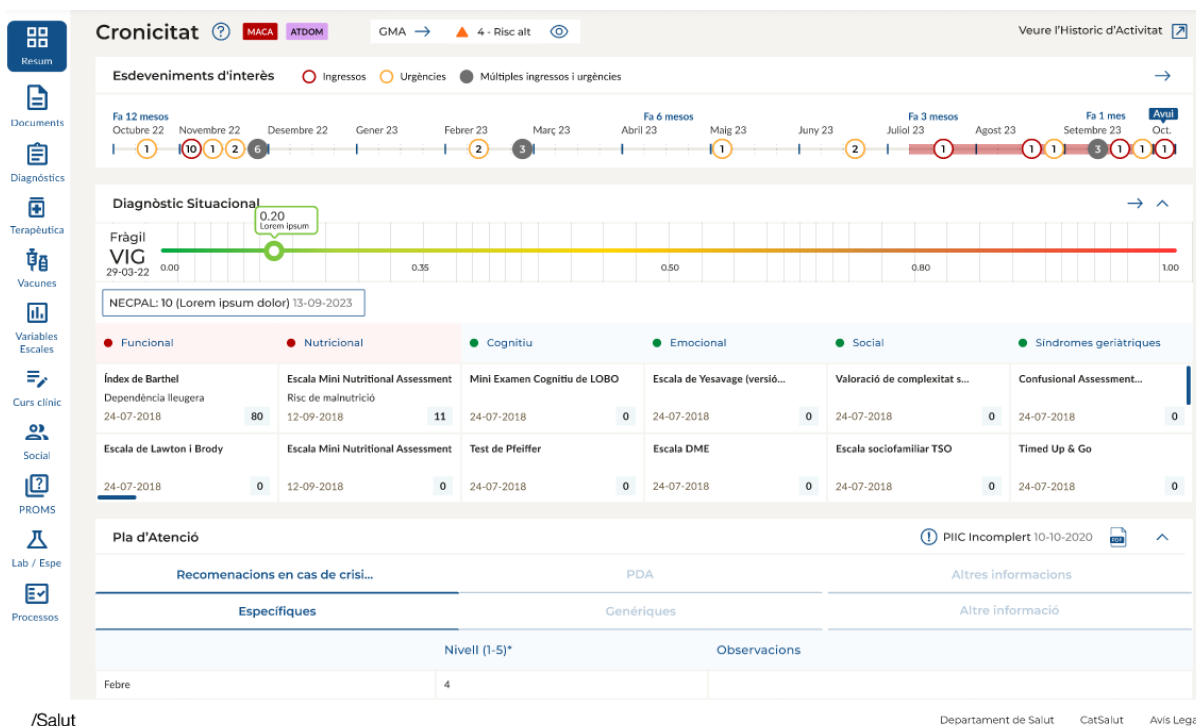 Resum
Documents
Diagnóstics
Terapèutica
Vacunes
Variables
Escales
Curs clínic
Social
PROMS
Lab / Espe
Processos
Cronicitat ? MACA ATDOM GMA → 4 - Risc alt
Veure l'Historic d'Activitat
Esdeveniments d'interès Ingressos Urgències Múltiples ingressos i urgències →
Fa 12 mesos Fa 6 mesos Fa 3 mesos Fa 1 mes Avui
Octubre 22 Novembre 22 Desembre 22 Gener 23 Febrer 23 Març 23 Abril 23 Maig 23 Juny 23 Juliol 23 Agost 23 Setembre 23 Oct.
1 10 1 2 6 2 3 1 2 1 1 1 3 1 1 1
Diagnòstic Situacional →
0.20
Lorem ipsum
Fràgil
VIG
29-03-22
0.00 0.35 0.50 0.80 1.00
NECPAL: 10 (Lorem ipsum dolor) 13-09-2023
Funcional Nutricional Cognitiu Emocional Social Síndromes geriàtriques
Índex de Barthel Escala Mini Nutritional Assessment Mini Examen Cognitiu de LOBO Escala de Yesavage (versió... Valoració de complexitat s... Confusional Assessment...
Dependència lleugera Risc de malnutrició
24-07-2018 80 12-09-2018 11 24-07-2018 0 24-07-2018 0 24-07-2018 0 24-07-2018 0
Escala de Lawton i Brody Escala Mini Nutritional Assessment Test de Pfeiffer Escala DME Escala sociofamiliar TSO Timed Up & Go
24-07-2018 0 12-09-2018 0 24-07-2018 0 24-07-2018 0 24-07-2018 0 24-07-2018 0
Pla d'Atenció ! PIIC Incomplert 10-10-2020 PDF
Recomenacions en cas de crisi... PDA Altres informacions
Específiques Genériques Altre informació
Nivell (1-5)* Observacions
Febre 4
/Salut
Departament de Salut CatSalut Avís Lega